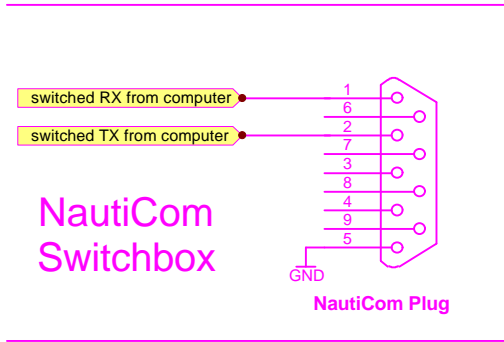 switched RX from computer
1
6
switched TX from computer
2
7
3
8
4
9
5
NautiCom
Switchbox
GND
NautiCom Plug